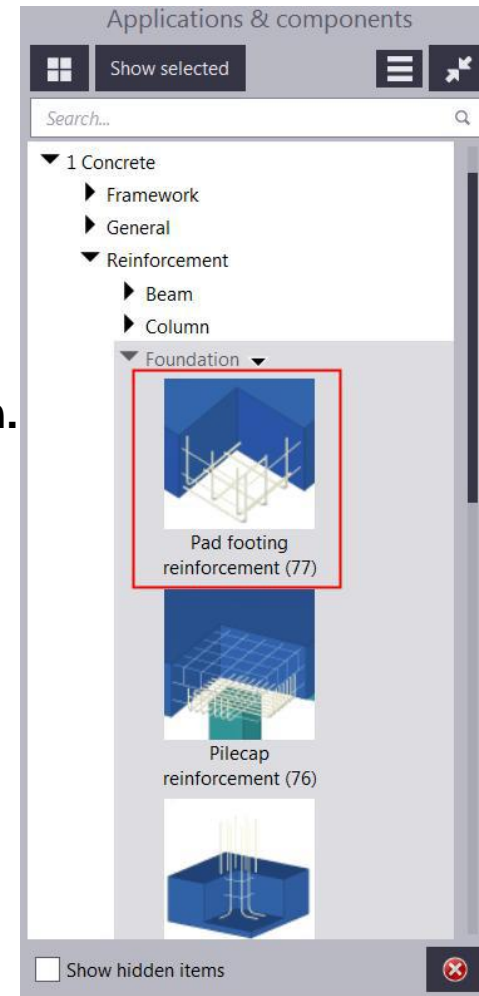 Applications & components
Show selected
Search...
1 Concrete
Framework
General
Reinforcement
Beam
Column
Foundation
Pad footing
reinforcement (77)
Pilecap
reinforcement (76)
Show hidden items